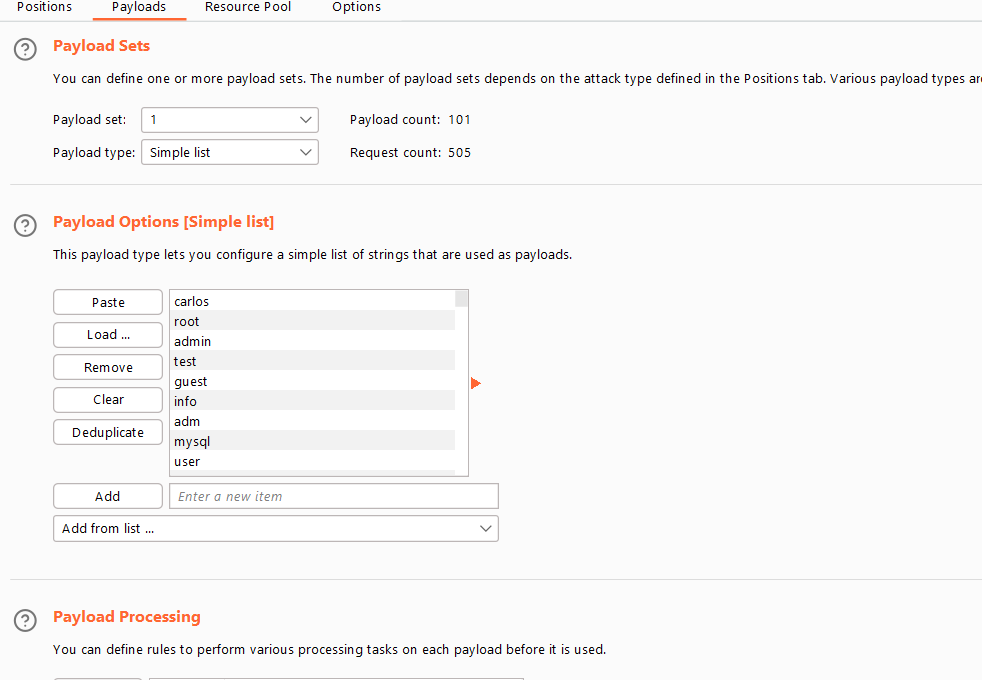 Positions Payloads Resource Pool Options
Payload Sets
You can define one or more payload sets. The number of payload sets depends on the attack type defined in the Positions tab. Various payload types
Payload set: 1 Payload count: 101
Payload type: Simple list Request count: 505
Payload Options [Simple list]
This payload type lets you configure a simple list of strings that are used as payloads.
Paste
Load ...
Remove
Clear
Deduplicate
carlos
root
admin
test
guest
info
adm
mysql
user
Add Enter a new item
Add from list ...
Payload Processing
You can define rules to perform various processing tasks on each payload before it is used.